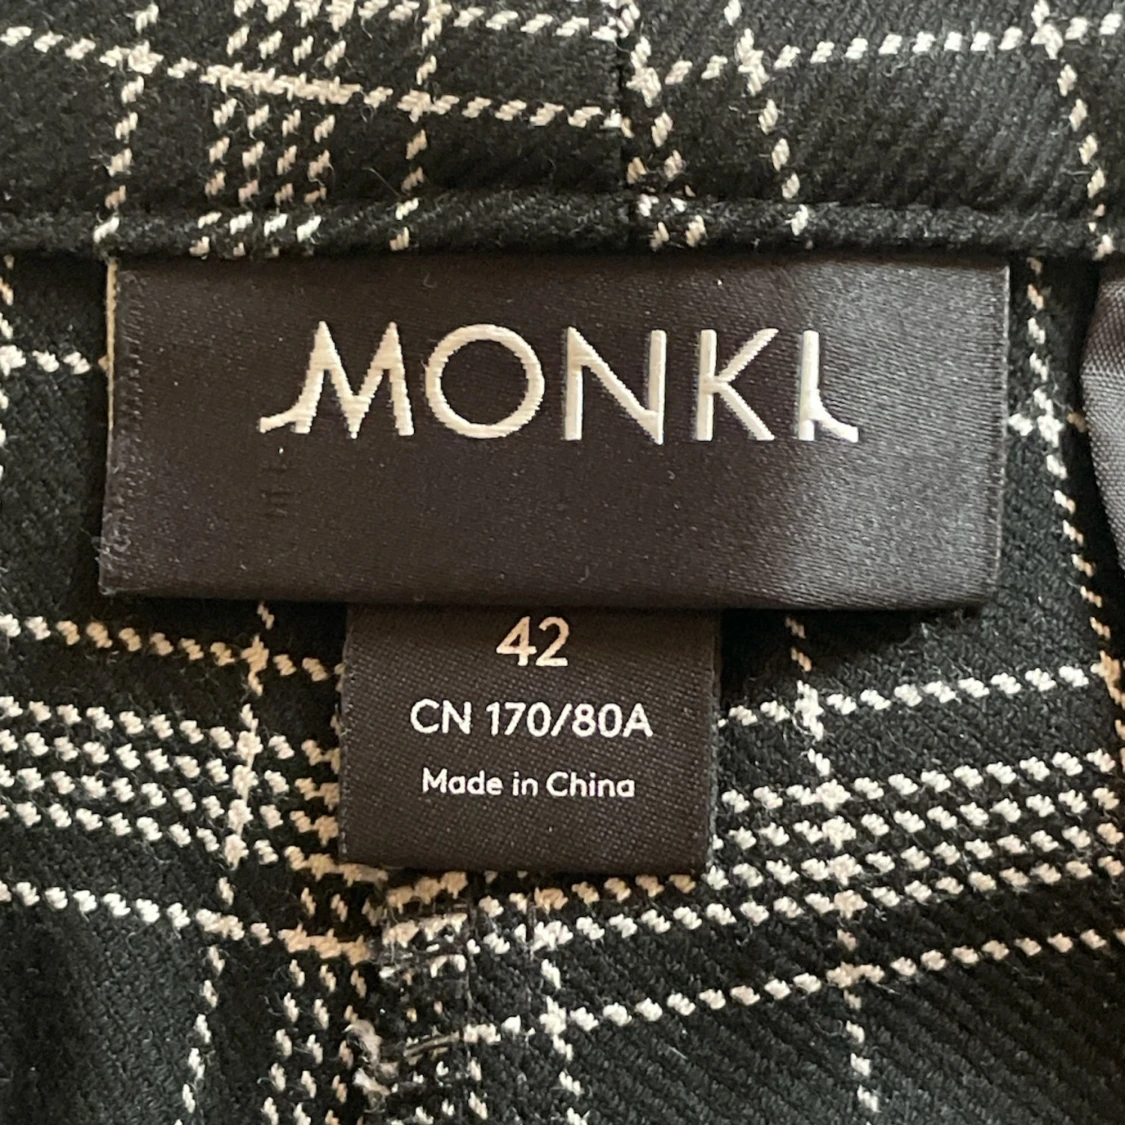 MONKI
42
CN 170/80A
Made in China